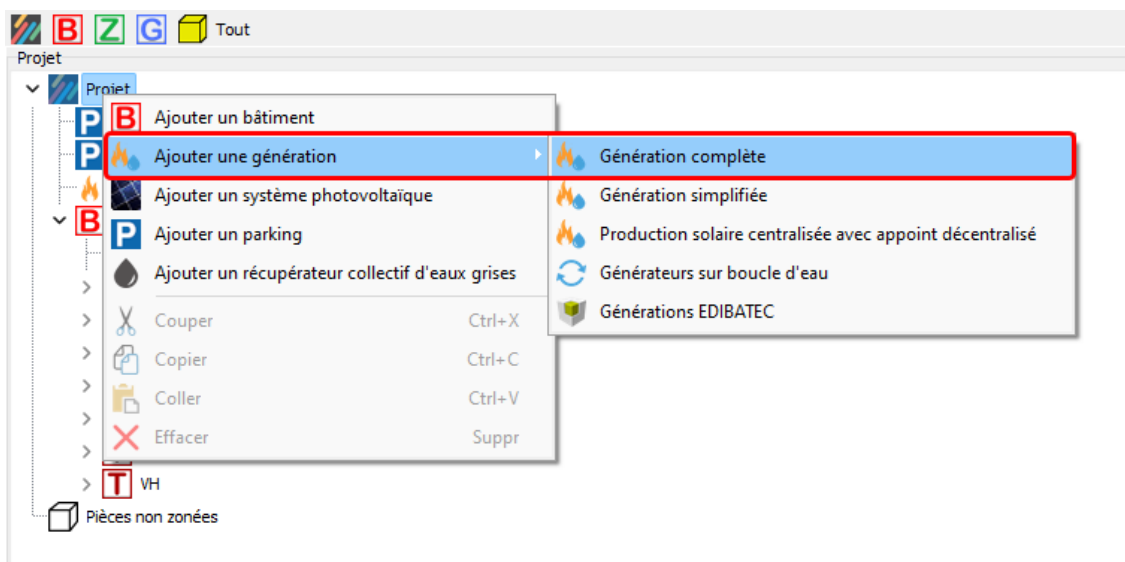 B Z G Tout
Projet
Projet
P B Ajouter un bâtiment
P Ajouter une génération Génération complète
Ajouter un système photovoltaïque Génération simplifiée
B P Ajouter un parking Production solaire centralisée avec appoint décentralisé
Ajouter un récupérateur collectif d'eaux grises Générateurs sur boucle d'eau
Générations EDIBATEC
Couper Ctrl+X
Copier Ctrl+C
Coller Ctrl+V
Effacer Suppr
T VH
Pièces non zonées